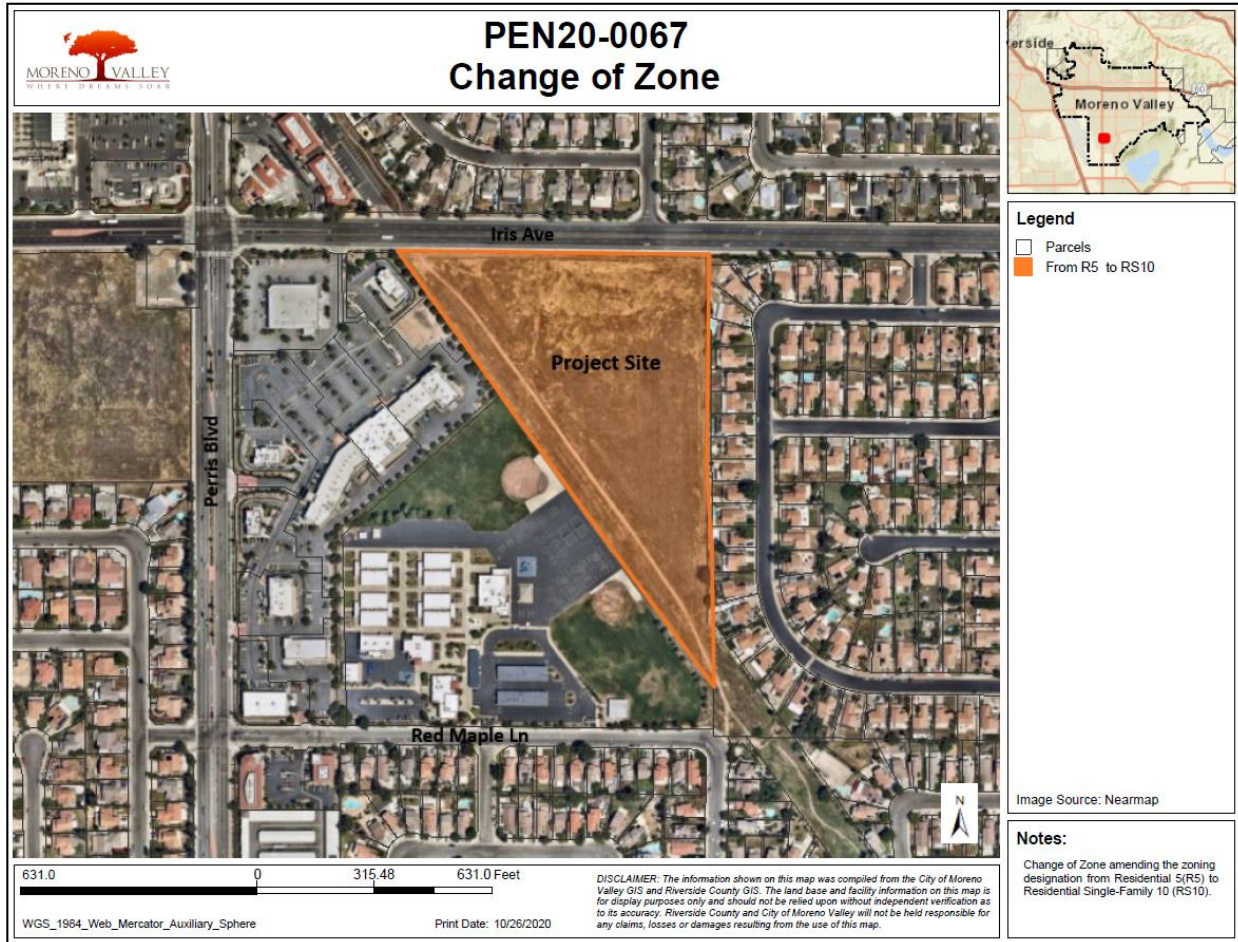 MORENO VALLEY
WHERE DREAMS SOAR
PEN20-0067
Change of Zone
erside
60
Moreno Valley
Iris Ave
Project Site
Perris Blvd
Red Maple Ln
N
Legend
Parcels
From R5 to RS10
Image Source: Nearmap
Notes:
Change of Zone amending the zoning
designation from Residential 5(R5) to
Residential Single-Family 10 (RS10).
631.0 0 315.48 631.0 Feet
WGS_1984_Web_Mercator_Auxiliary_Sphere
Print Date: 10/26/2020
DISCLAIMER: The information shown on this map was compiled from the City of Moreno
Valley GIS and Riverside County GIS. The land base and facility information on this map is
for display purposes only and should not be relied upon without independent verification as
to its accuracy. Riverside County and City of Moreno Valley will not be held responsible for
any claims, losses or damages resulting from the use of this map.